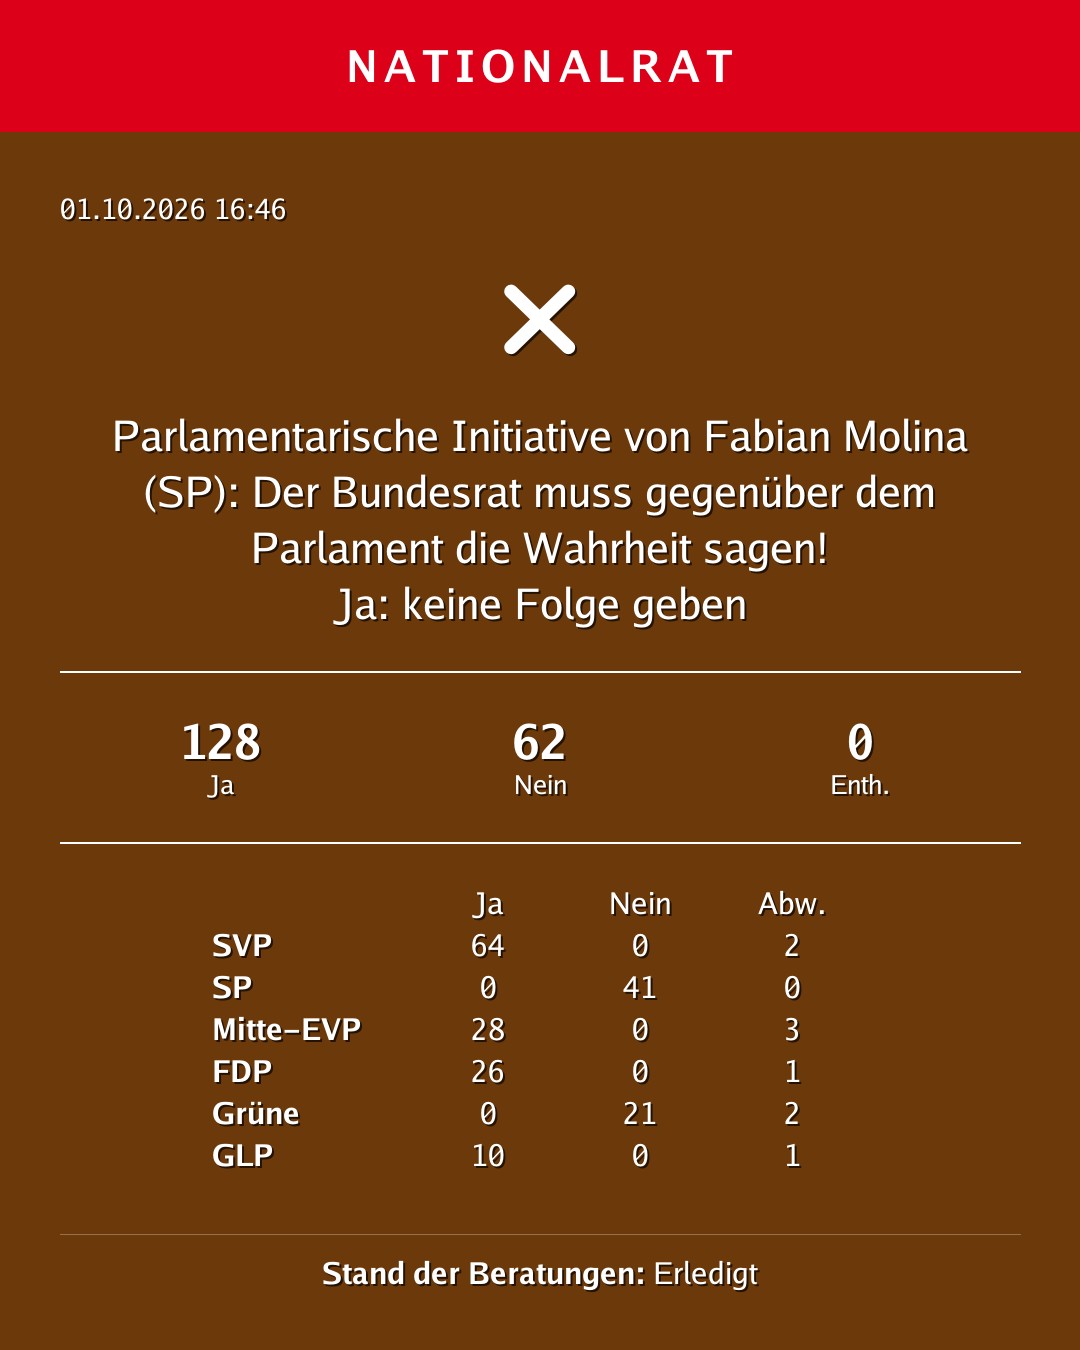 NATIONALRAT
01.10.2026 16:46
Parlamentarische Initiative von Fabian Molina
(SP): Der Bundesrat muss gegenüber dem
Parlament die Wahrheit sagen!
Ja: keine Folge geben
128 62 0
Ja Nein Enth.
Ja Nein Abw.
SVP 64 0 2
SP 0 41 0
Mitte–EVP 28 0 3
FDP 26 0 1
Grüne 0 21 2
GLP 10 0 1
Stand der Beratungen: Erledigt